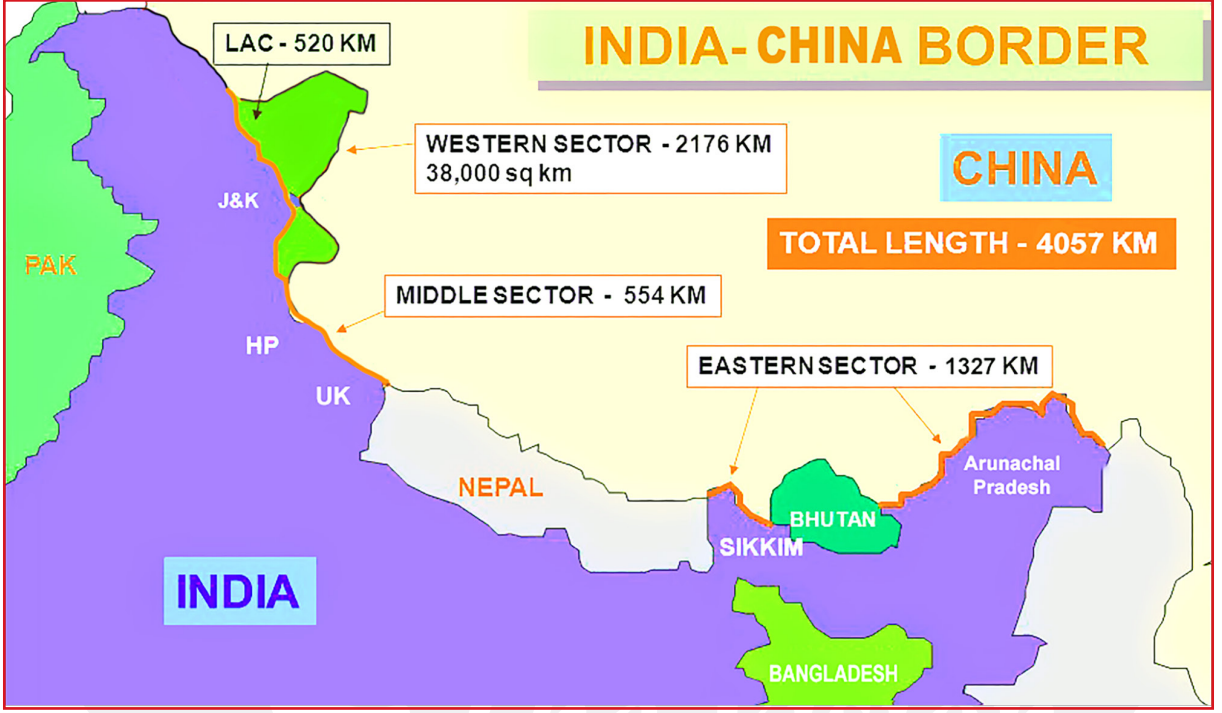 LAC - 520 KM
INDIA- CHINA BORDER
WESTERN SECTOR - 2176 KM
38,000 sq km
CHINA
J&K
TOTAL LENGTH - 4057 KM
PAK
MIDDLE SECTOR - 554 KM
HP
EASTERN SECTOR - 1327 KM
UK
Arunachal
Pradesh
NEPAL
BHUTAN
SIKKIM
INDIA
BANGLADESH